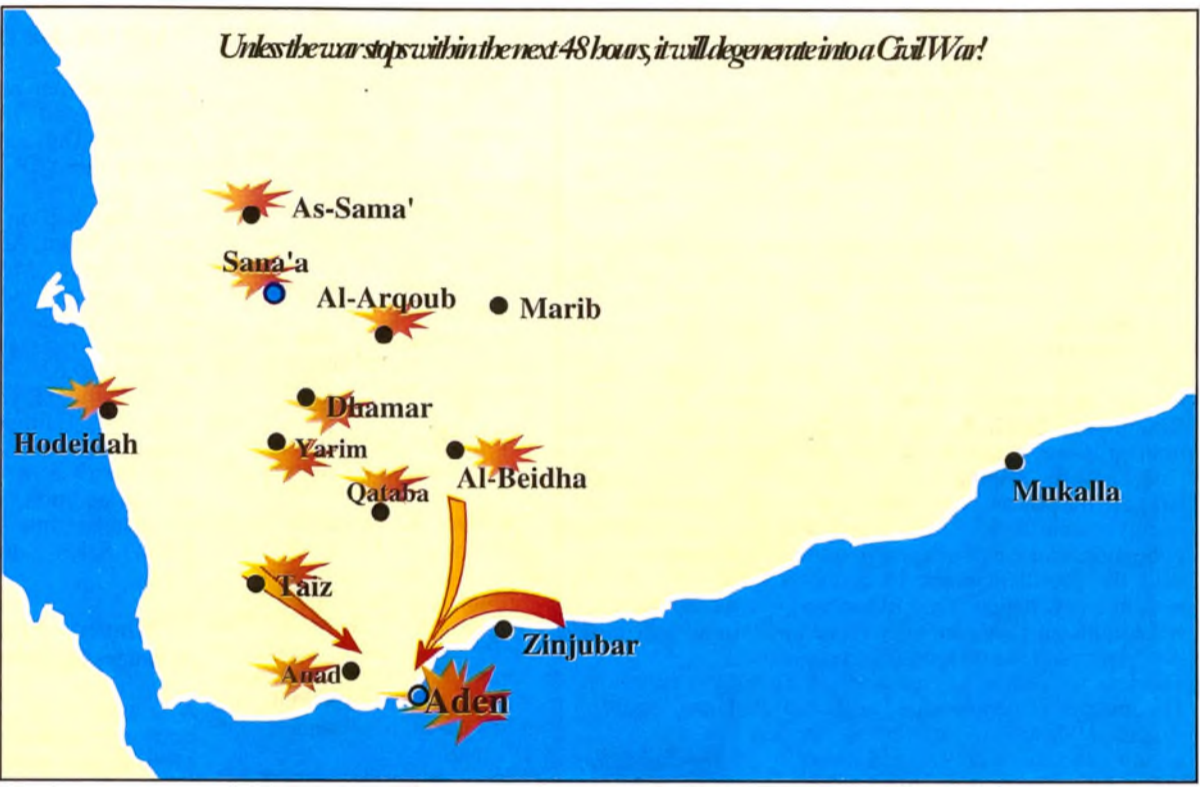 Unless the war stops within the next 48 hours, it will degenerate into a Civil War!
As-Sama'
Sana'a
Al-Arqoub
Marib
Dhamar
Hodeidah
Yarim
Al-Beidha
Qataba
Mukalla
Taiz
Zinjubar
Anad
Aden